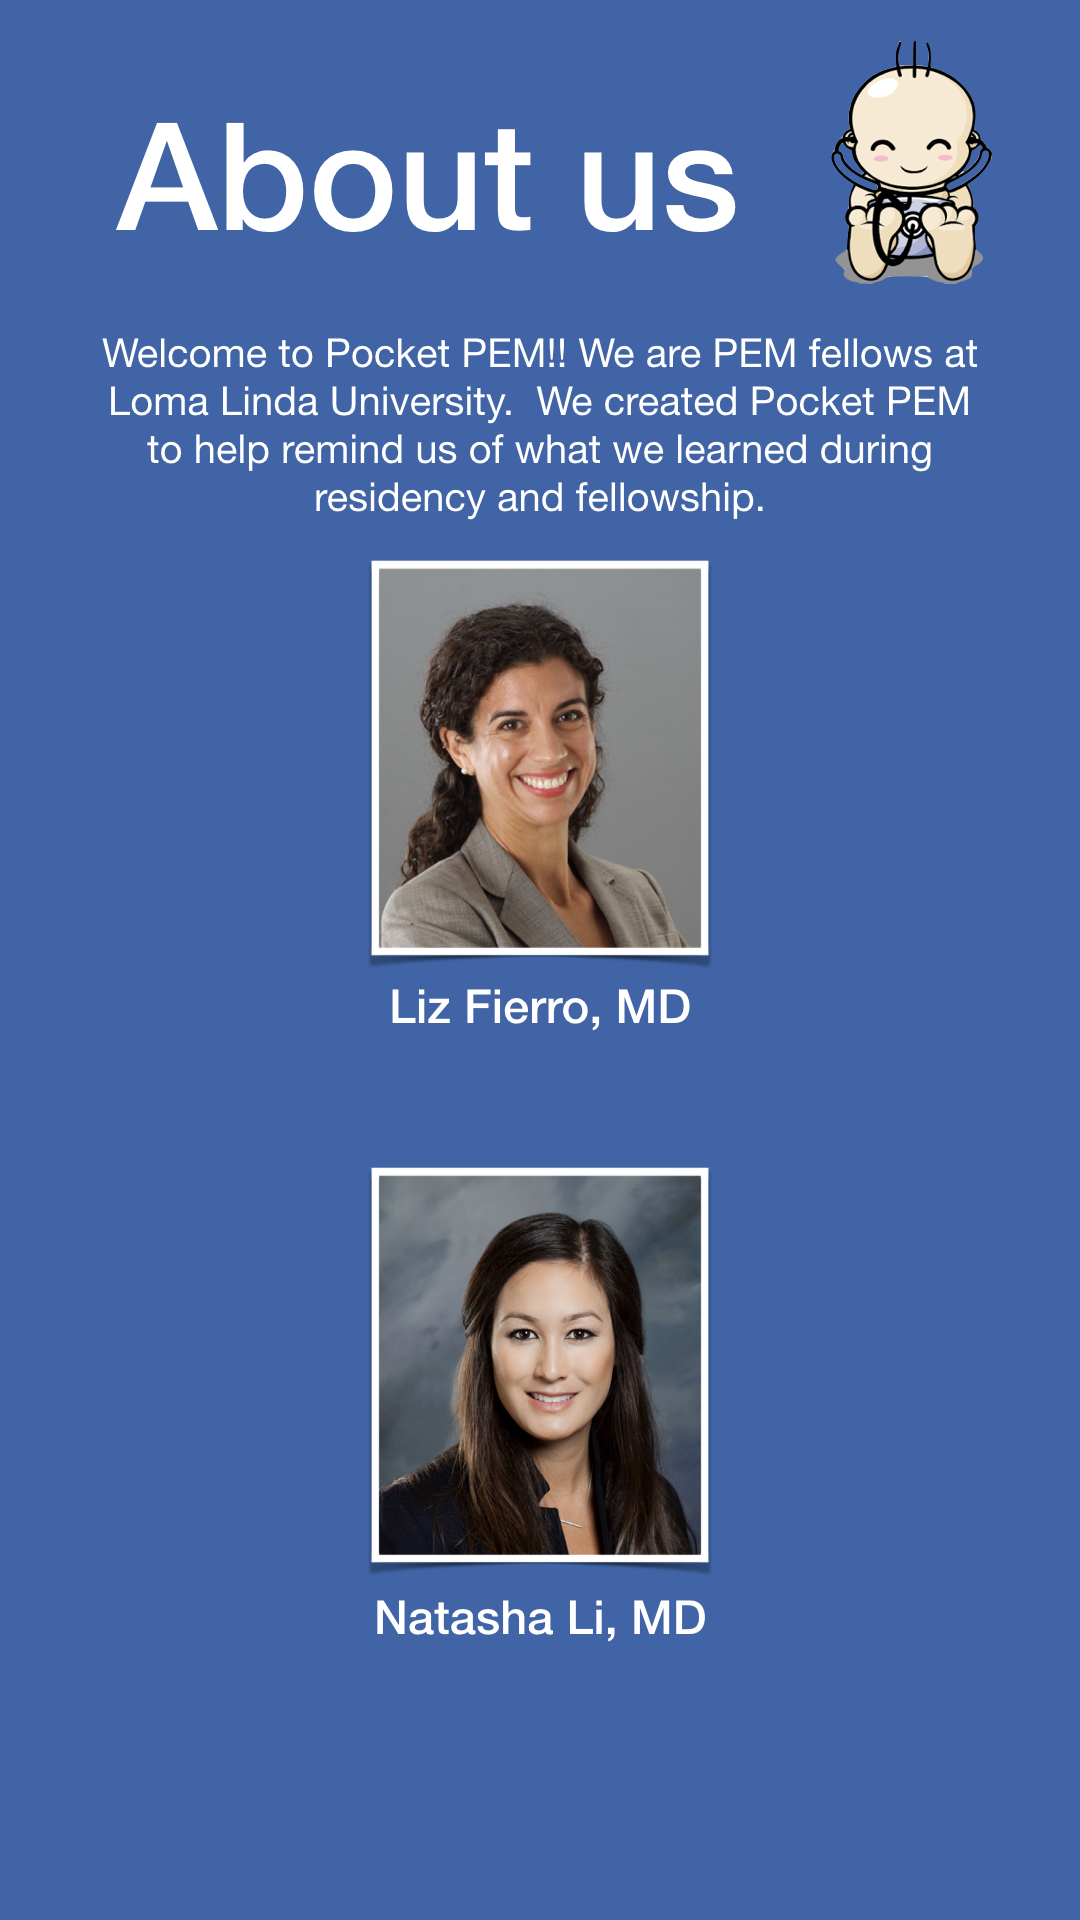 About us
Welcome to Pocket PEM!! We are PEM fellows at
Loma Linda University.  We created Pocket PEM
to help remind us of what we learned during
residency and fellowship.
Liz Fierro, MD
Natasha Li, MD